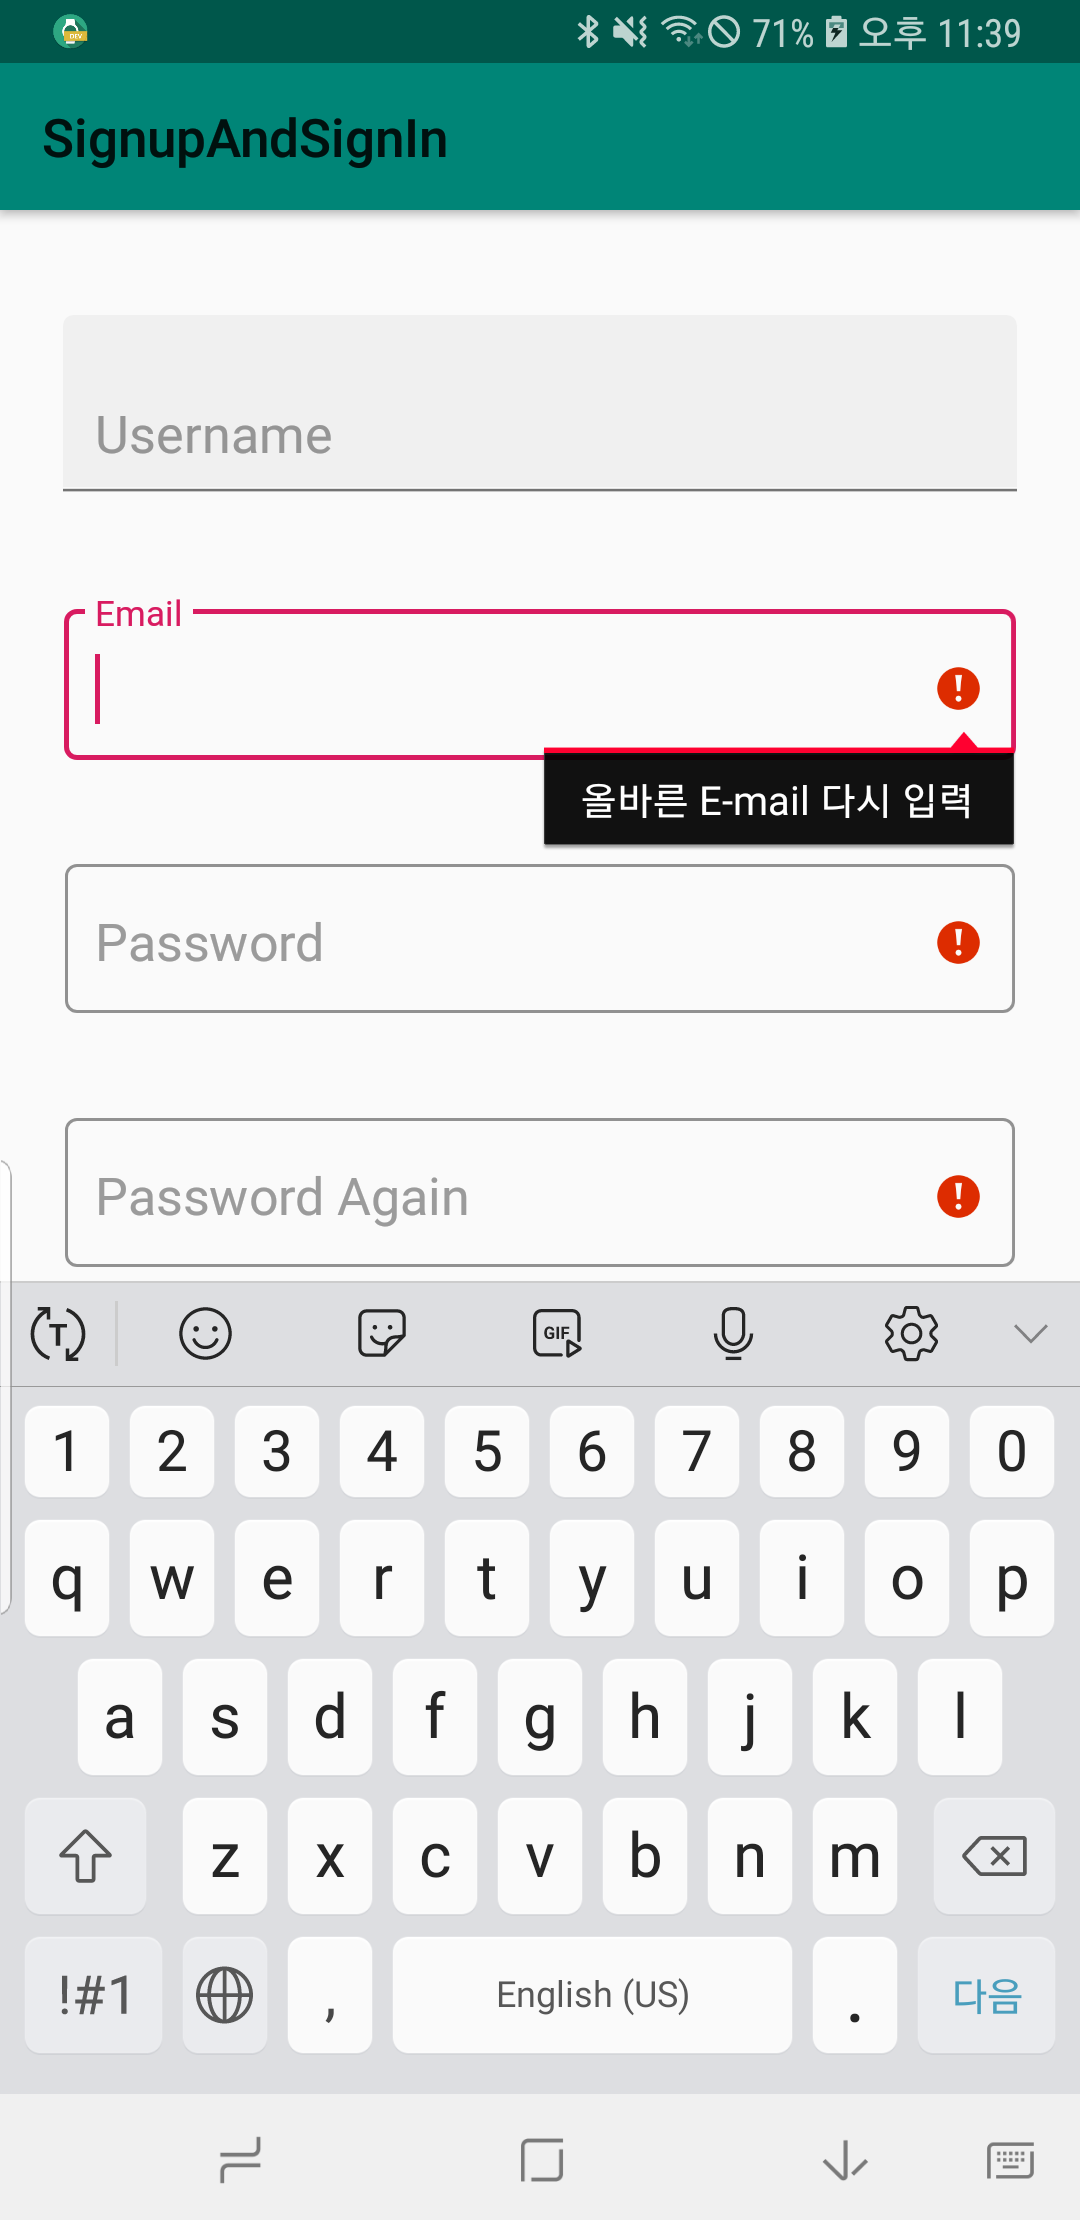 DEV 71% 오후 11:39
SignupAndSignIn
Username
Email
올바른 E-mail 다시 입력
Password
Password Again
T GIF
1 2 3 4 5 6 7 8 9 0
q w e r t y u i o p
a s d f g h j k l
z x c v b n m
!#1 , English (US) . 다음